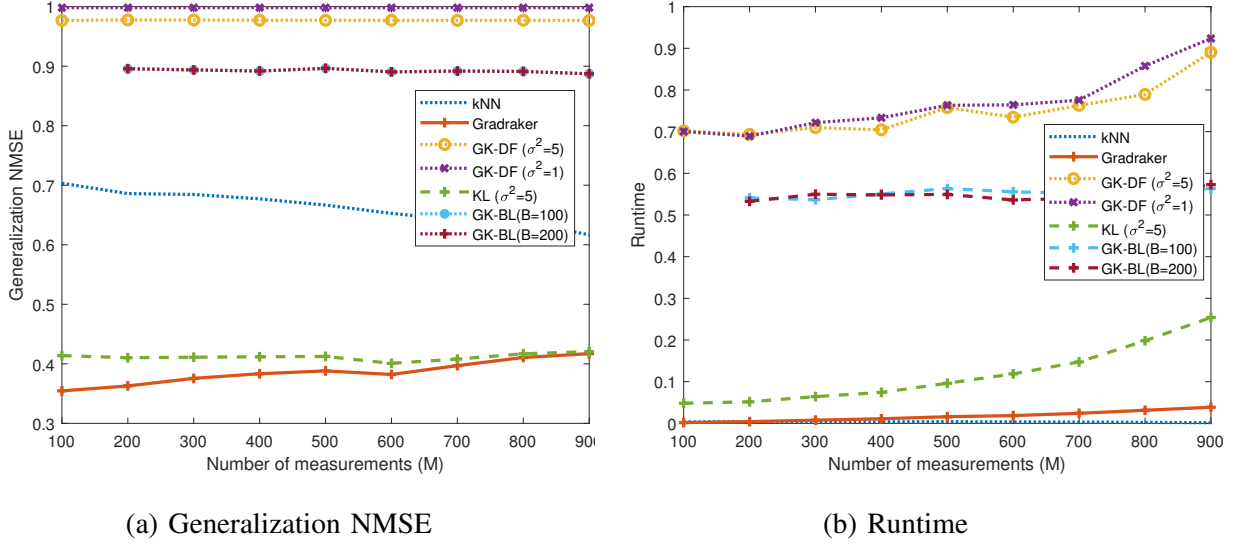 1
0.9
0.8
0.7
0.6
0.5
0.4
0.3
Generalization NMSE
kNN
Gradraker
GK-DF (σ²=5)
GK-DF (σ²=1)
KL (σ²=5)
GK-BL(B=100)
GK-BL(B=200)
100 200 300 400 500 600 700 800 900
Number of measurements (M)
(a) Generalization NMSE
1
0.9
0.8
0.7
0.6
0.5
0.4
0.3
0.2
0.1
0
Runtime
kNN
Gradraker
GK-DF (σ²=5)
GK-DF (σ²=1)
KL (σ²=5)
GK-BL(B=100)
GK-BL(B=200)
100 200 300 400 500 600 700 800 900
Number of measurements (M)
(b) Runtime